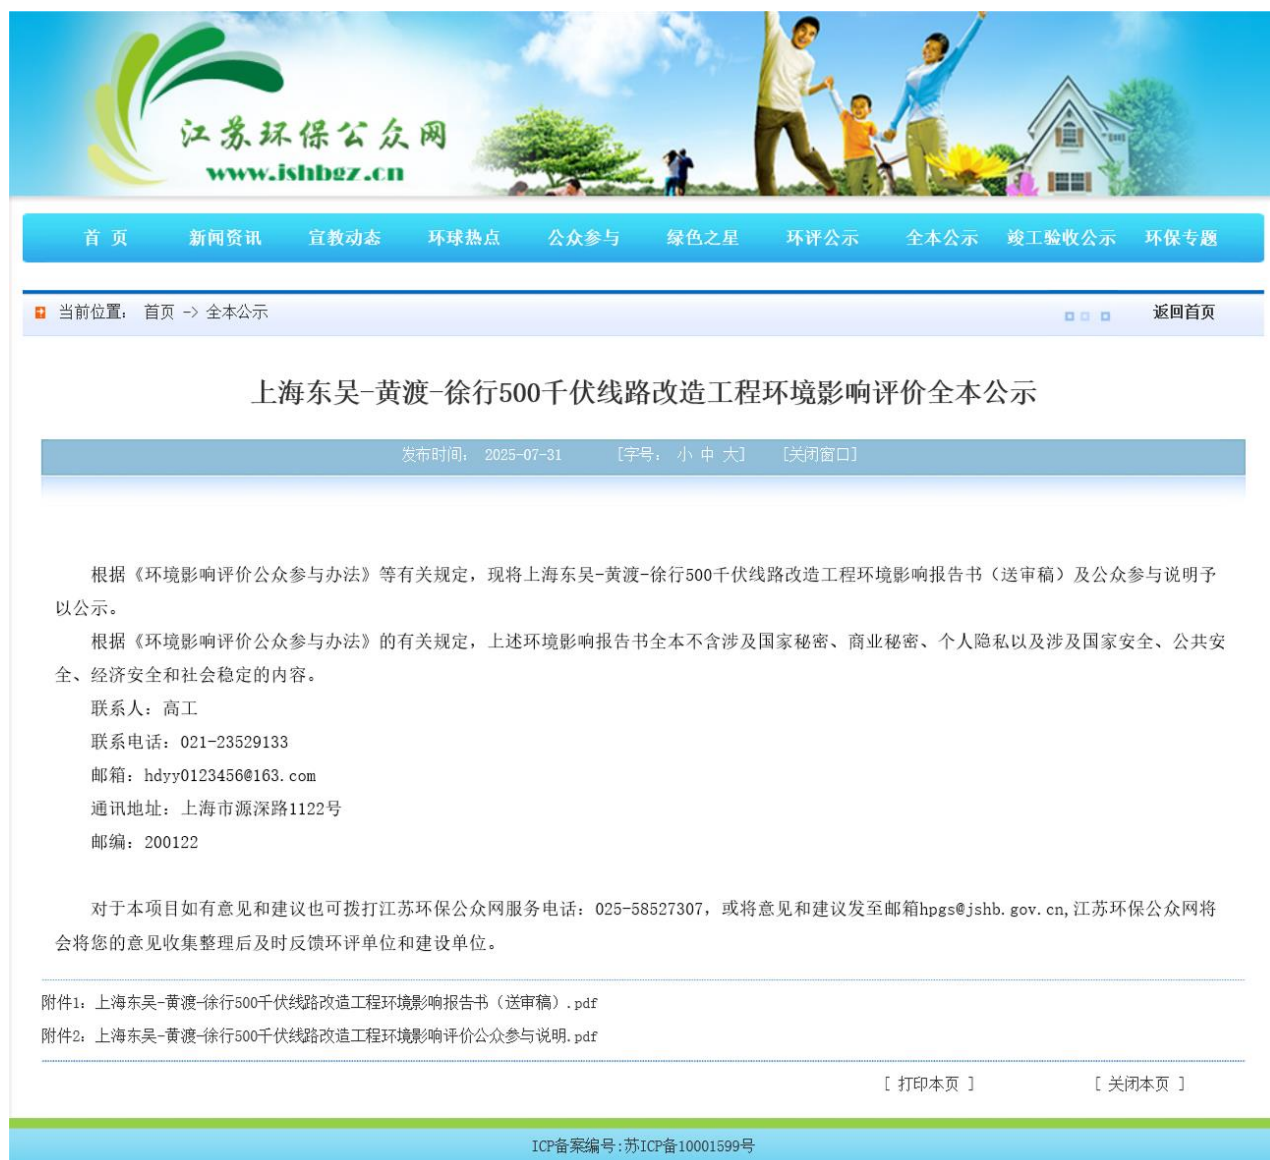 江苏环保公众网
www.jshbgz.cn
首 页 新闻资讯 宣教动态 环球热点 公众参与 绿色之星 环评公示 全本公示 竣工验收公示 环保专题
当前位置： 首页 -> 全本公示 返回首页
上海东吴-黄渡-徐行500千伏线路改造工程环境影响评价全本公示
发布时间： 2025-07-31 [字号： 小 中 大] [关闭窗口]
根据《环境影响评价公众参与办法》等有关规定，现将上海东吴-黄渡-徐行500千伏线路改造工程环境影响报告书（送审稿）及公众参与说明予
以公示。
根据《环境影响评价公众参与办法》的有关规定，上述环境影响报告书全本不含涉及国家秘密、商业秘密、个人隐私以及涉及国家安全、公共安
全、经济安全和社会稳定的内容。
联系人：高工
联系电话：021-23529133
邮箱：hdyy0123456@163.com
通讯地址：上海市源深路1122号
邮编：200122
对于本项目如有意见和建议也可拨打江苏环保公众网服务电话：025-58527307，或将意见和建议发至邮箱hpgs@jshb.gov.cn,江苏环保公众网将
会将您的意见收集整理后及时反馈环评单位和建设单位。
附件1：上海东吴-黄渡-徐行500千伏线路改造工程环境影响报告书（送审稿）.pdf
附件2：上海东吴-黄渡-徐行500千伏线路改造工程环境影响评价公众参与说明.pdf
[ 打印本页 ] [ 关闭本页 ]
ICP备案编号:苏ICP备10001599号